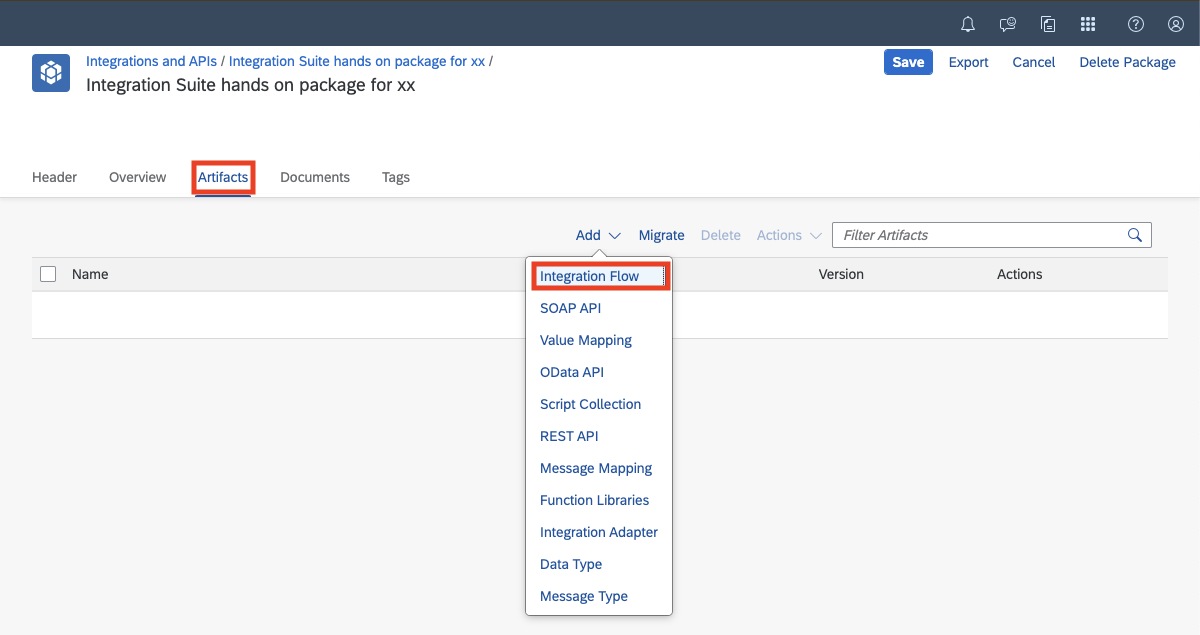 Integrations and APIs / Integration Suite hands on package for xx /
Integration Suite hands on package for xx
Save Export Cancel Delete Package
Header Overview Artifacts Documents Tags
Add Migrate Delete Actions Filter Artifacts
Name Version Actions
Integration Flow
SOAP API
Value Mapping
OData API
Script Collection
REST API
Message Mapping
Function Libraries
Integration Adapter
Data Type
Message Type